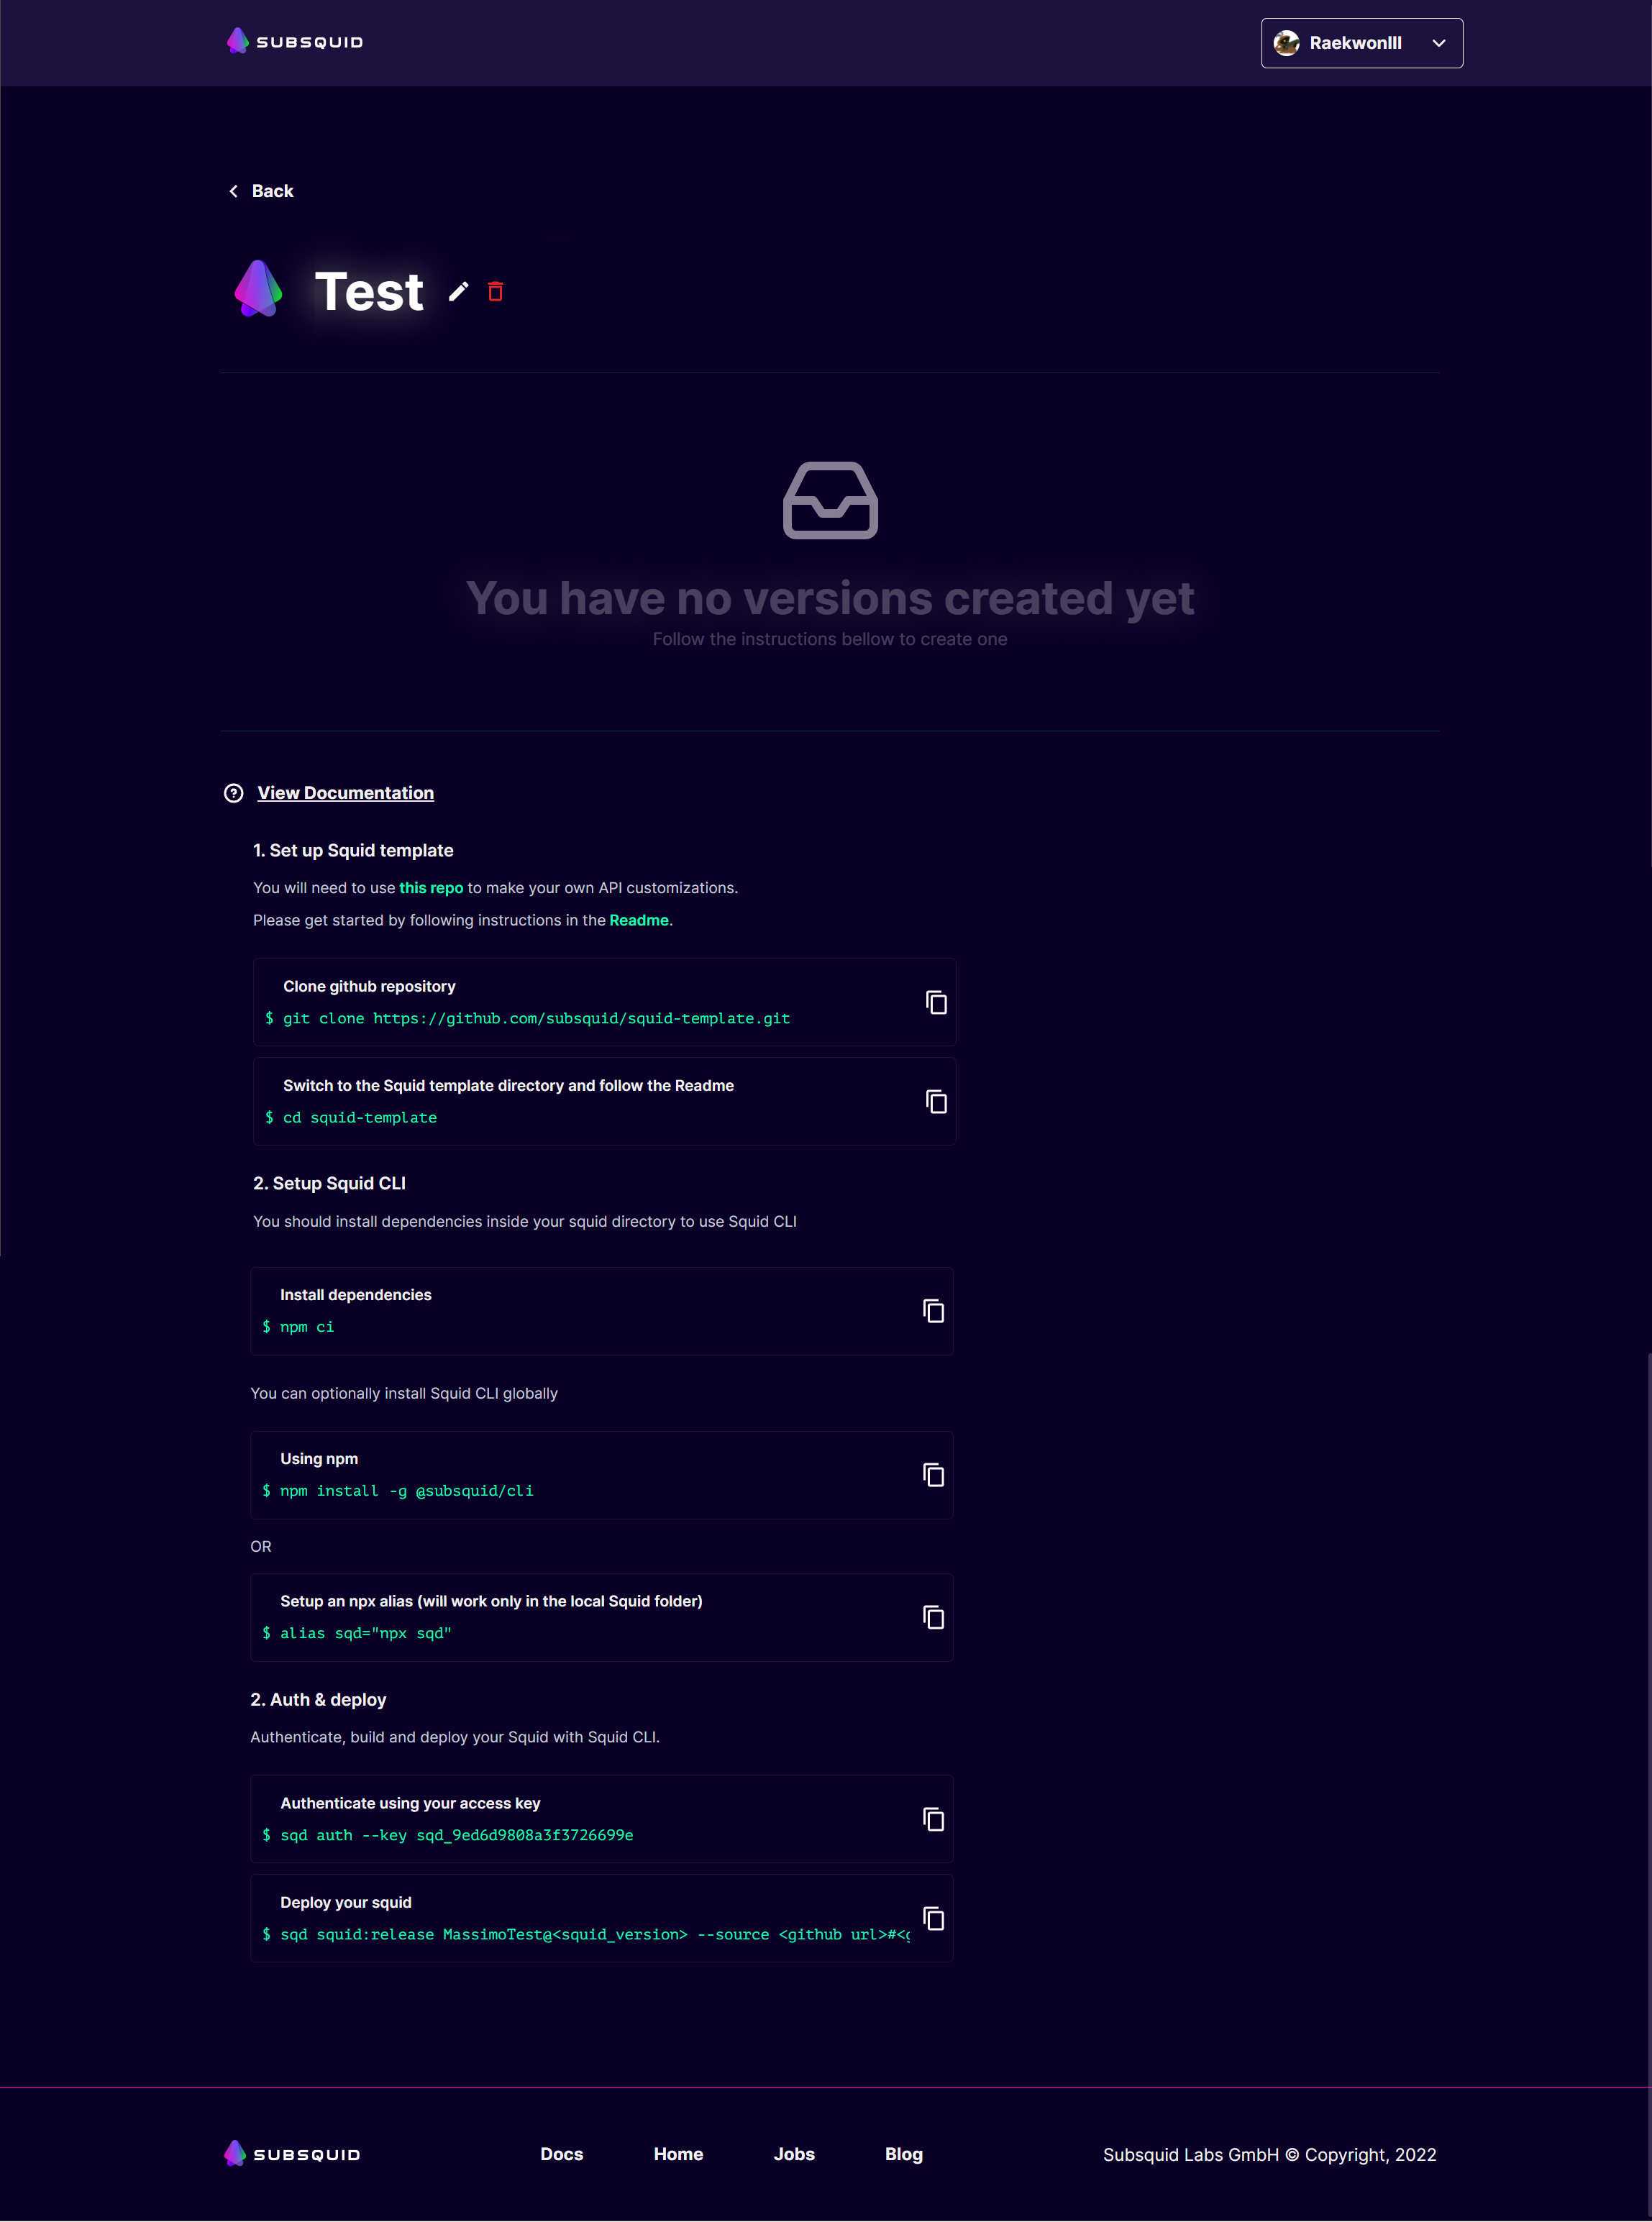 SUBSQUID
Raekwonlll
Back
Test
You have no versions created yet
Follow the instructions bellow to create one
View Documentation
1. Set up Squid template
You will need to use this repo to make your own API customizations.
Please get started by following instructions in the Readme.
Clone github repository
$ git clone https://github.com/subsquid/squid-template.git
Switch to the Squid template directory and follow the Readme
$ cd squid-template
2. Setup Squid CLI
You should install dependencies inside your squid directory to use Squid CLI
Install dependencies
$ npm ci
You can optionally install Squid CLI globally
Using npm
$ npm install -g @subsquid/cli
OR
Setup an npx alias (will work only in the local Squid folder)
$ alias sqd="npx sqd"
2. Auth & deploy
Authenticate, build and deploy your Squid with Squid CLI.
Authenticate using your access key
$ sqd auth --key sqd_9ed6d9808a3f3726699e
Deploy your squid
$ sqd squid:release MassimoTest@<squid_version> --source <github url>#<g
SUBSQUID
Docs
Home
Jobs
Blog
Subsquid Labs GmbH © Copyright, 2022